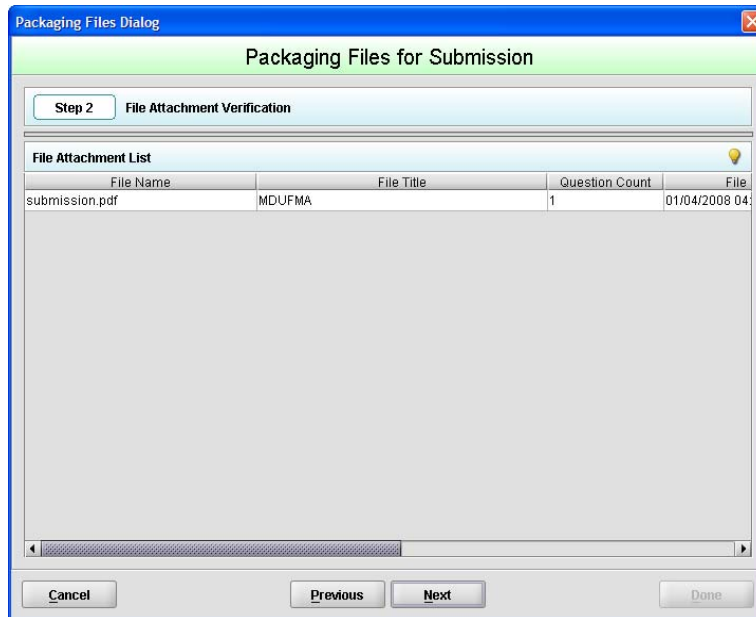 Packaging Files Dialog
Packaging Files for Submission
Step 2 File Attachment Verification
File Attachment List
File Name File Title Question Count File
submission.pdf MDUFMA 1 01/04/2008 04:
Cancel Previous Next Done